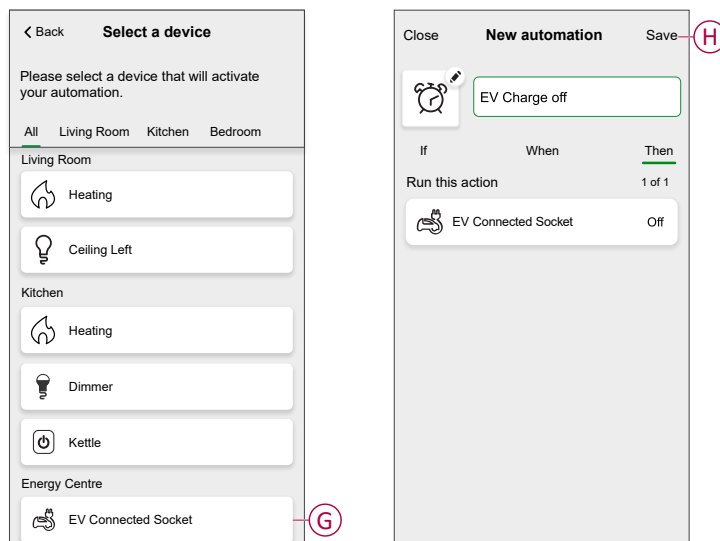 Back
Select a device
Please select a device that will activate
your automation.
All Living Room Kitchen Bedroom
Living Room
Heating
Ceiling Left
Kitchen
Heating
Dimmer
Kettle
Energy Centre
EV Connected Socket
G
Close New automation Save
H
EV Charge off
If When Then
Run this action 1 of 1
EV Connected Socket Off